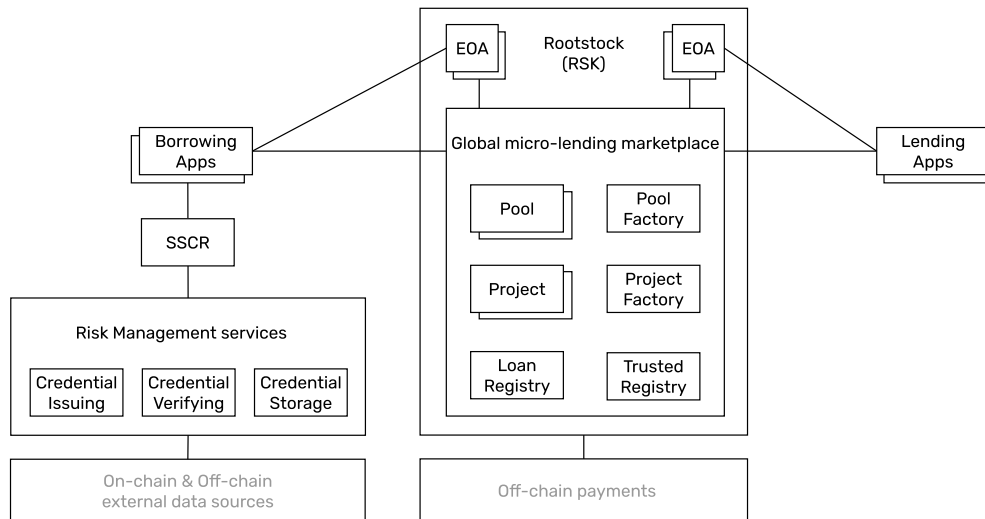 EOA
Rootstock
(RSK)
EOA
Borrowing
Apps
Global micro-lending marketplace
Lending
Apps
Pool
Pool
Factory
SSCR
Project
Project
Factory
Risk Management services
Loan
Registry
Trusted
Registry
Credential
Issuing
Credential
Verifying
Credential
Storage
On-chain & Off-chain
external data sources
Off-chain payments